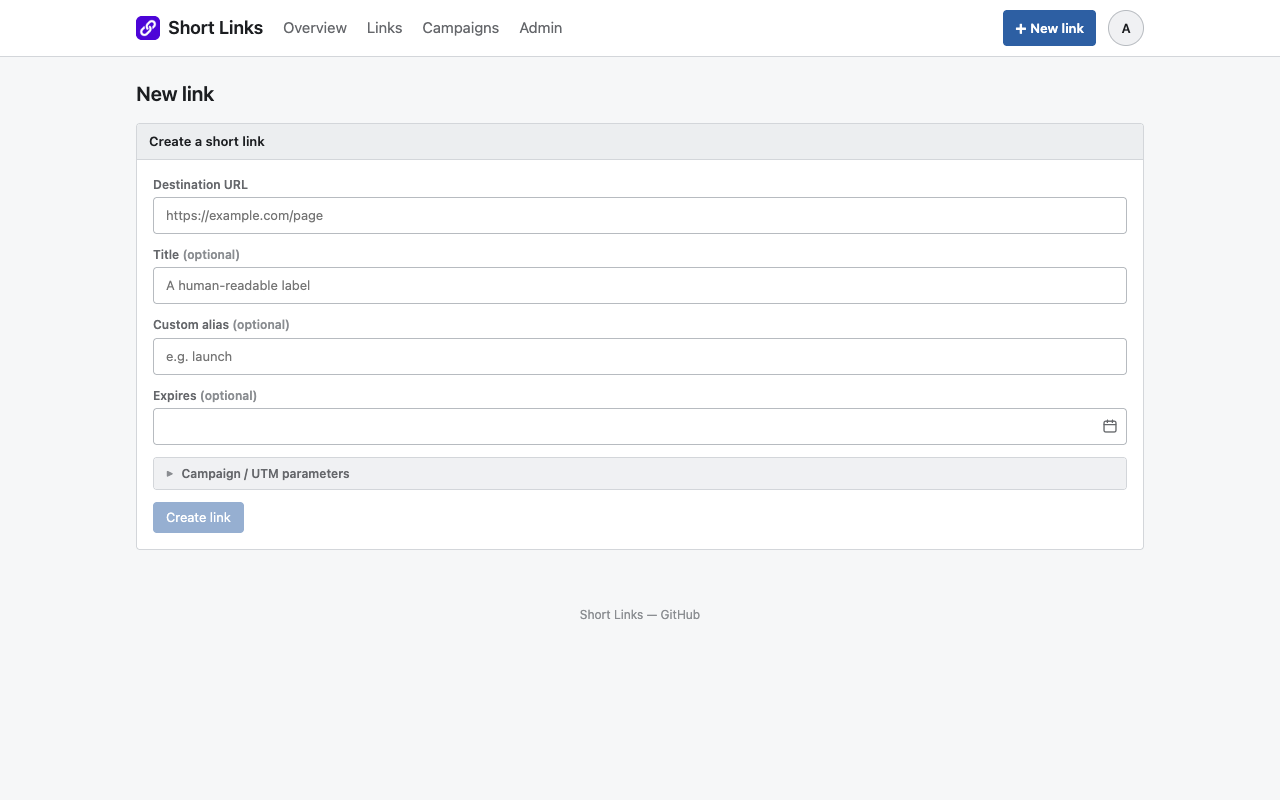 Short Links Overview Links Campaigns Admin + New link A
New link
Create a short link
Destination URL
https://example.com/page
Title (optional)
A human-readable label
Custom alias (optional)
e.g. launch
Expires (optional)
Campaign / UTM parameters
Create link
Short Links — GitHub